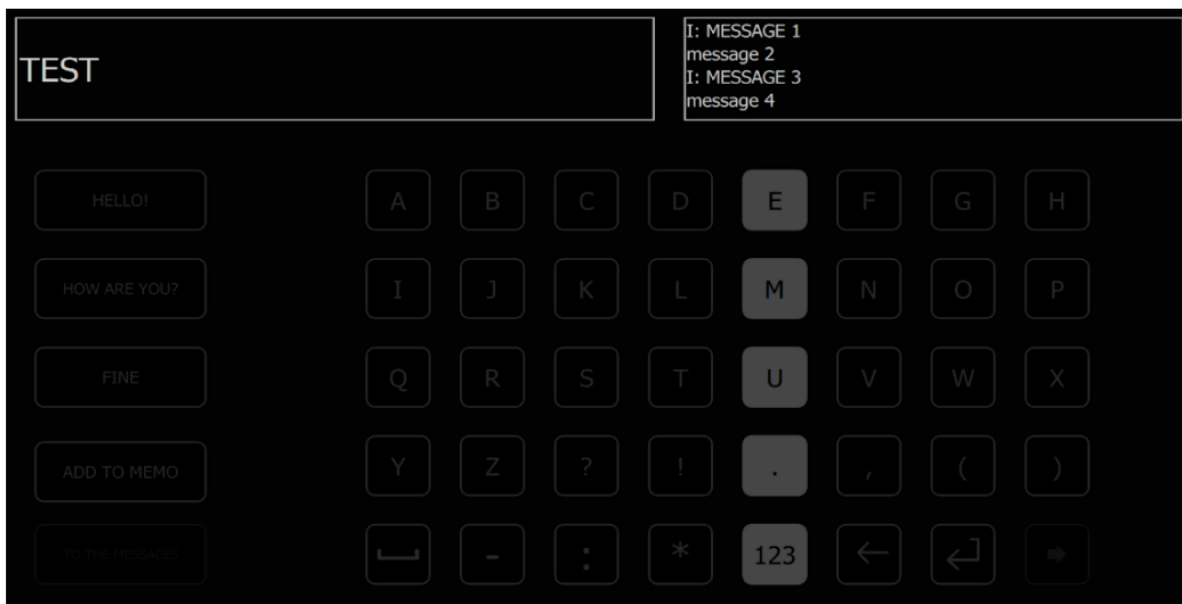 TEST
I: MESSAGE 1
message 2
I: MESSAGE 3
message 4
HELLO! A B C D E F G H
HOW ARE YOU? I J K L M N O P
FINE Q R S T U V W X
ADD TO MEMO Y Z ? ! . , ( )
TO THE MESSAGES - : * 123